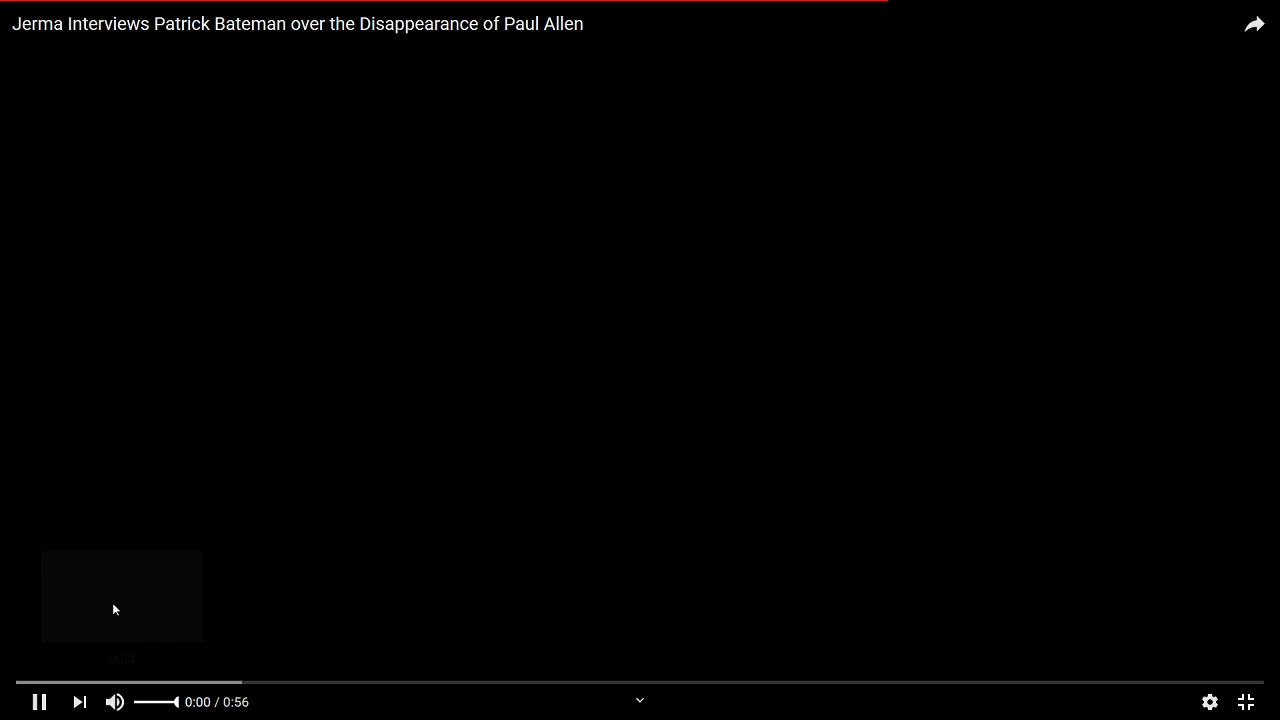 Jerma Interviews Patrick Bateman over the Disappearance of Paul Allen
0:00 / 0:56